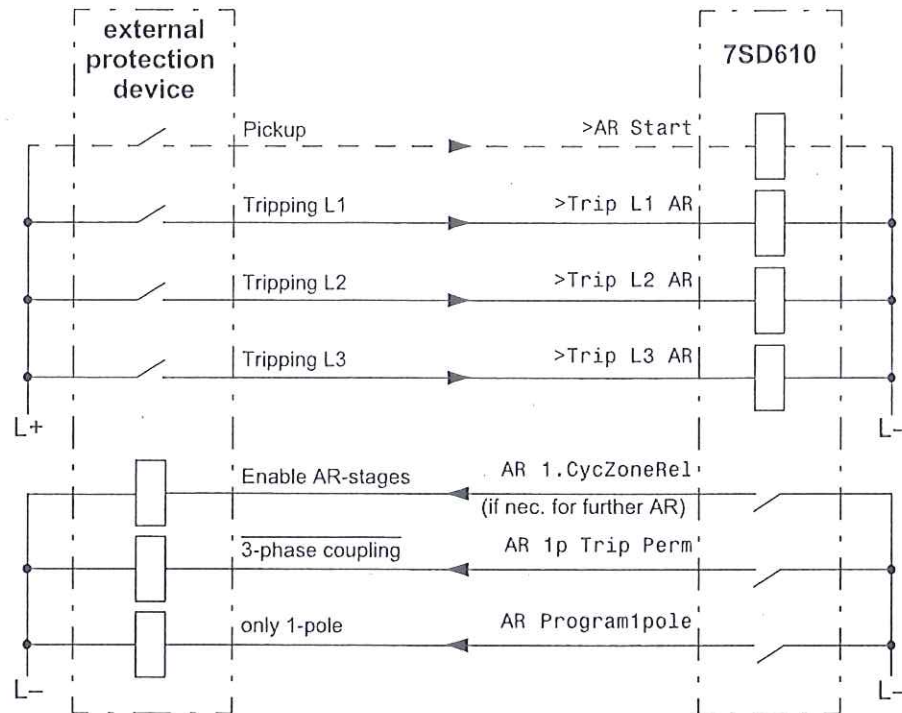 external
protection
device
7SD610
Pickup
>AR Start
Tripping L1
>Trip L1 AR
Tripping L2
>Trip L2 AR
Tripping L3
>Trip L3 AR
L+
L–
Enable AR-stages
AR 1.CycZoneRel
(if nec. for further AR)
3-phase coupling
AR 1p Trip Perm
only 1-pole
AR Program1pole
L–